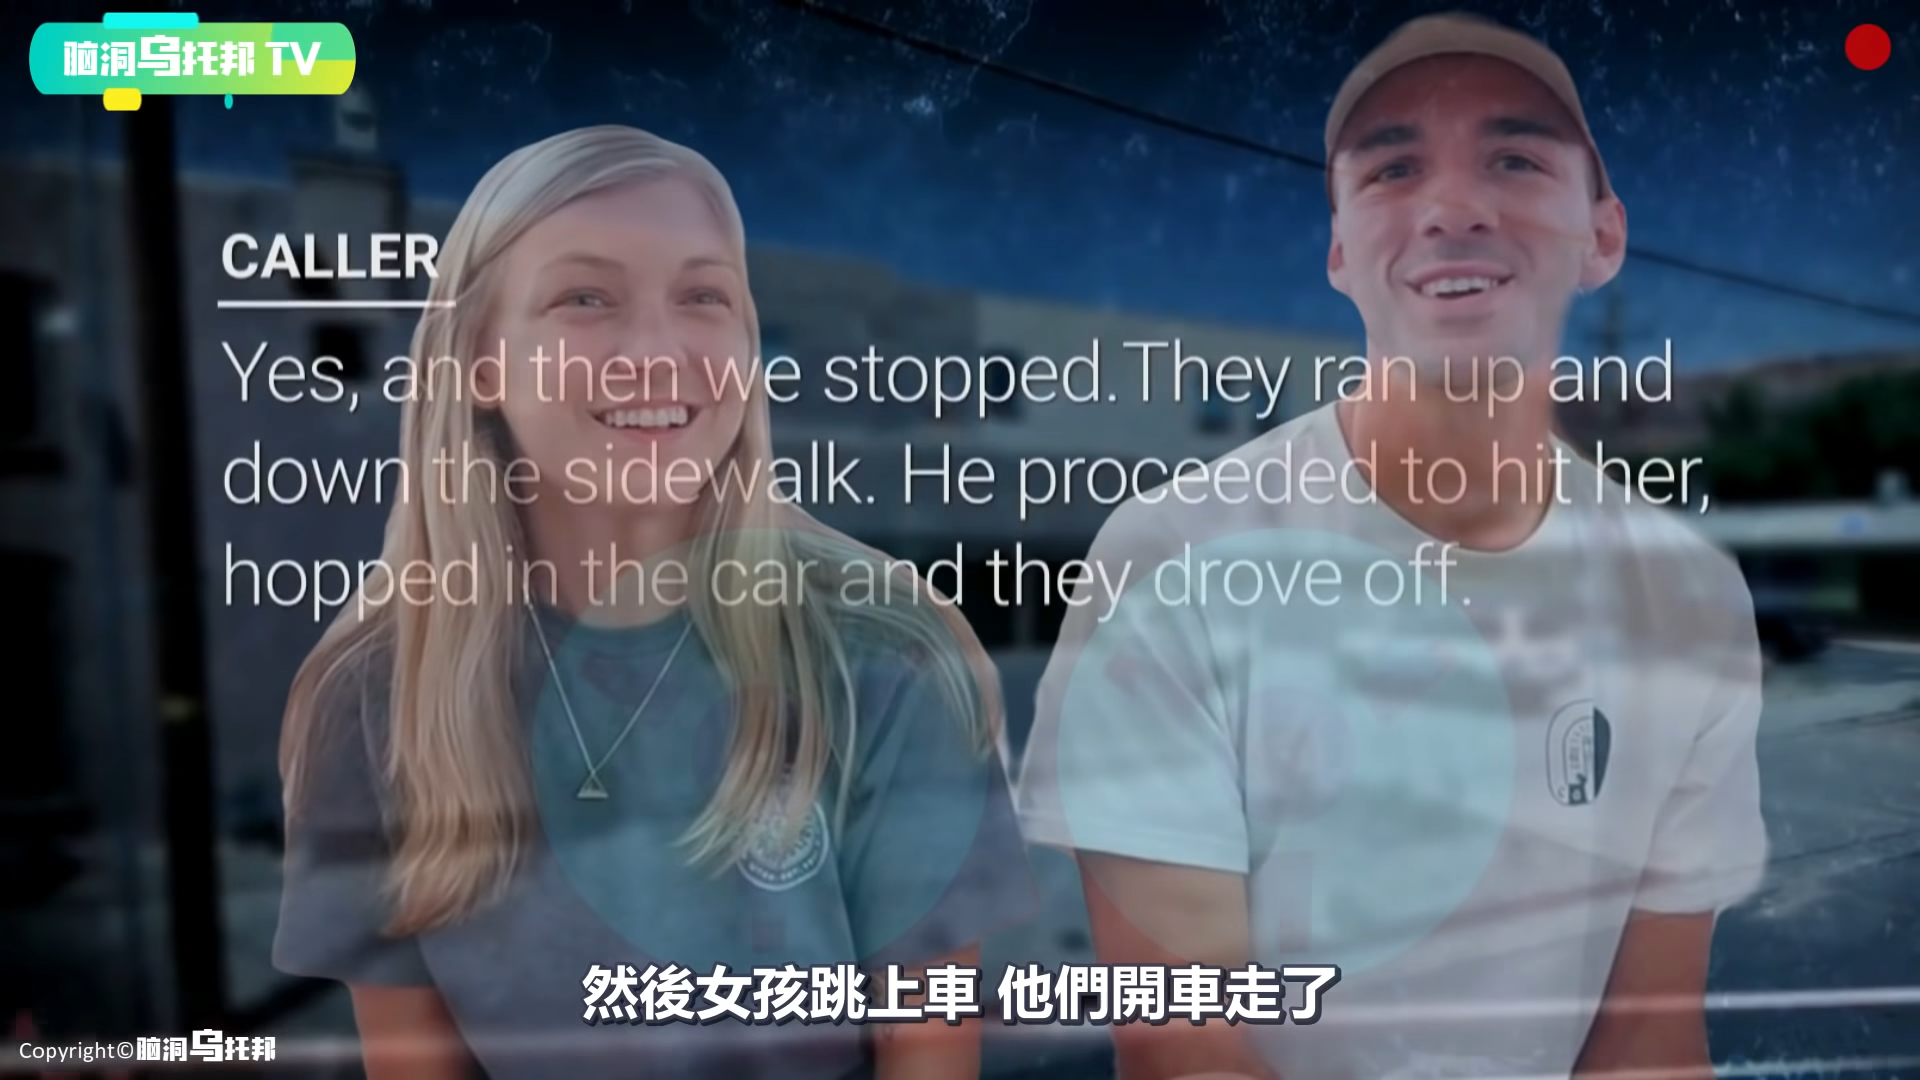 脑洞乌托邦 TV
CALLER
Yes, and then we stopped.They ran up and
down the sidewalk. He proceeded to hit her,
hopped in the car and they drove off.
然後女孩跳上車 他們開車走了
Copyright©脑洞乌托邦